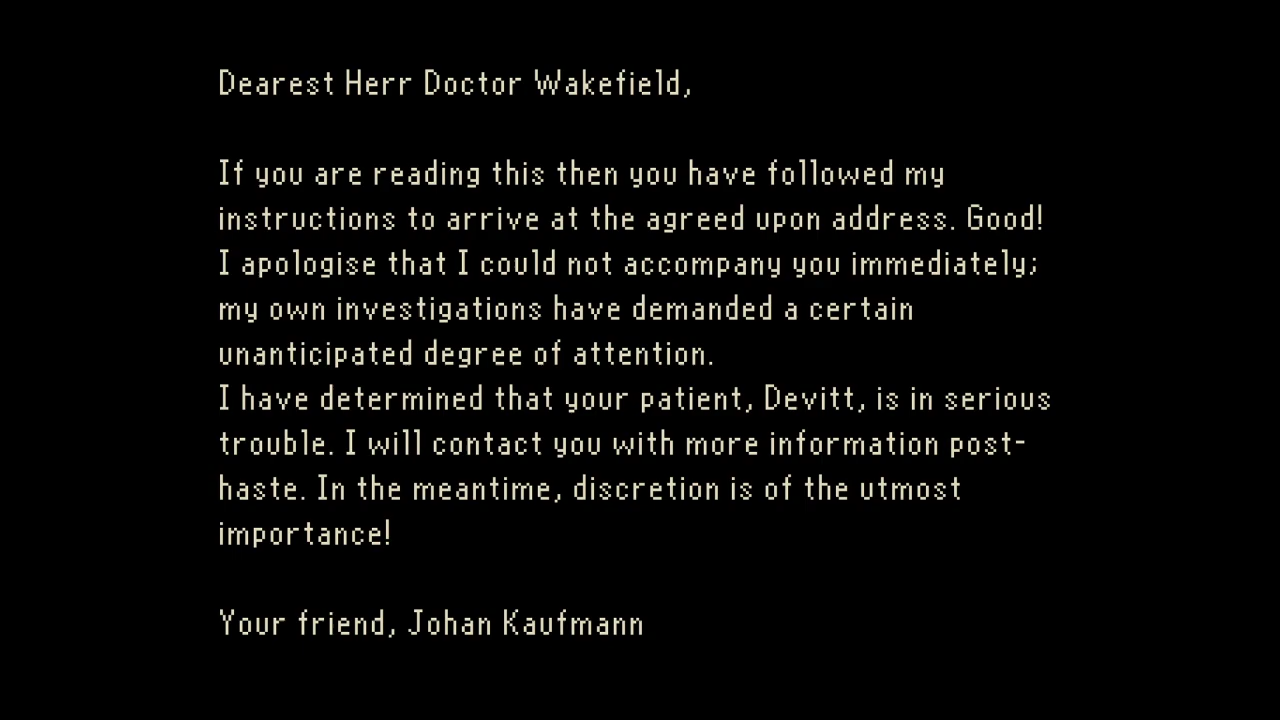 Dearest Herr Doctor Wakefield,
If you are reading this then you have followed my
instructions to arrive at the agreed upon address. Good!
I apologise that I could not accompany you immediately;
my own investigations have demanded a certain
unanticipated degree of attention.
I have determined that your patient, Devitt, is in serious
trouble. I will contact you with more information post-
haste. In the meantime, discretion is of the utmost
importance!
Your friend, Johan Kaufmann